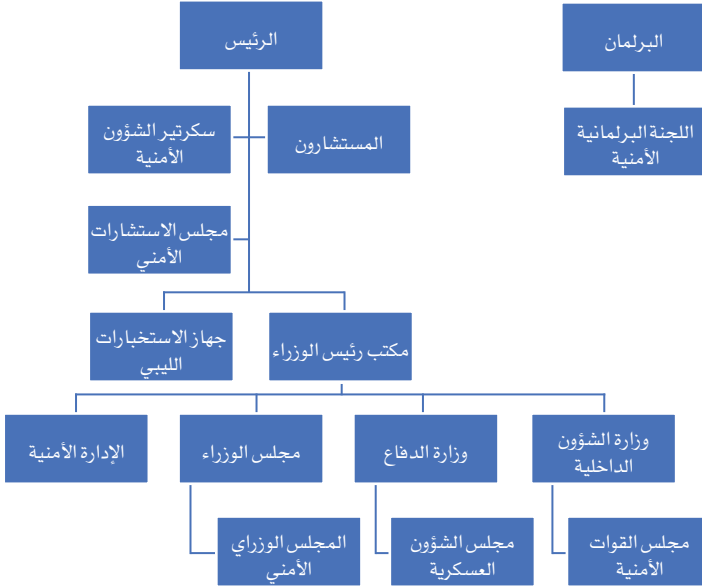 البرلمان
الرئيس
اللجنة البرلمانية
الأمنية
المستشارون
سكرتير الشؤون
الأمنية
مجلس الاستشارات
الأمني
مكتب رئيس الوزراء
جهاز الاستخبارات
الليبي
وزارة الشؤون
الداخلية
وزارة الدفاع
مجلس الوزراء
الإدارة الأمنية
مجلس القوات
الأمنية
مجلس الشؤون
العسكرية
المجلس الوزراي
الأمني